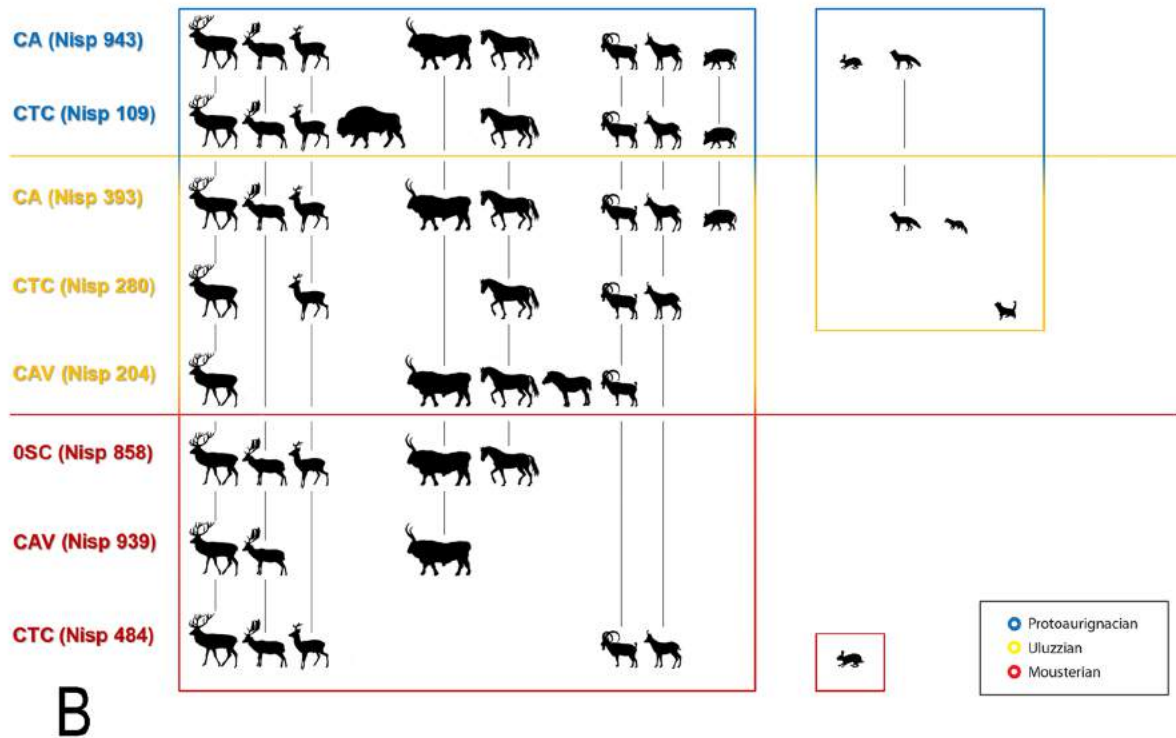 CA (Nisp 943)
CTC (Nisp 109)
CA (Nisp 393)
CTC (Nisp 280)
CAV (Nisp 204)
0SC (Nisp 858)
CAV (Nisp 939)
CTC (Nisp 484)
Protoaurignacian
Uluzzian
Mousterian
B